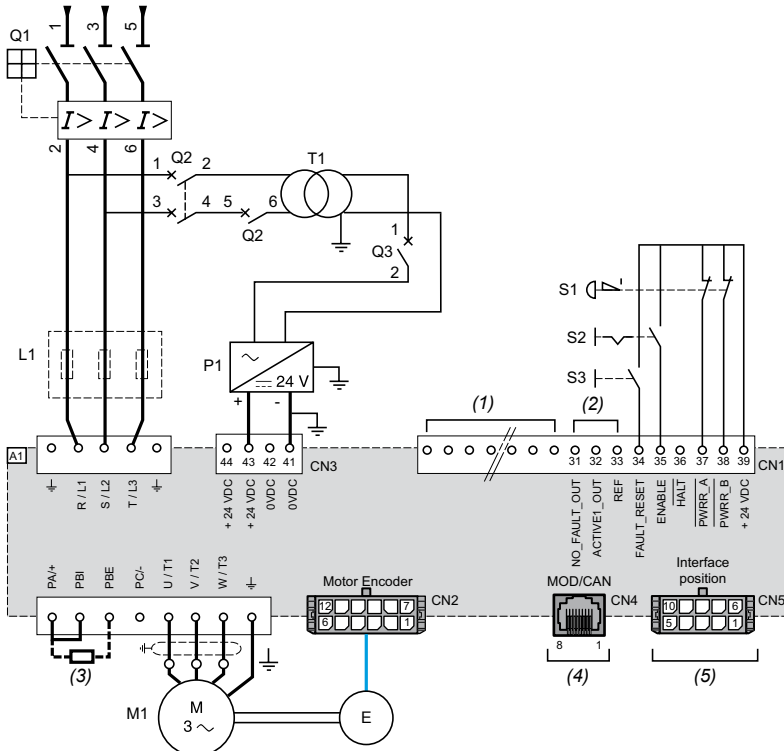 1 3 5
Q1
I> I> I>
2 4 6
1 Q2 2
T1
3 4 5 6
Q2
1
Q3
2
S1
S2
S3
L1
P1
24 V
+ -
(1) (2)
A1
44 43 42 41
CN3
31 32 33 34 35 36 37 38 39
CN1
R / L1
S / L2
T / L3
+ 24 VDC
+ 24 VDC
0VDC
0VDC
NO_FAULT_OUT
ACTIVE1_OUT
REF
FAULT_RESET
ENABLE
HALT
PWRR_A
PWRR_B
+ 24 VDC
PA/+
PBI
PBE
PC/-
U / T1
V / T2
W / T3
Motor Encoder
12 7
6 1
CN2
MOD/CAN
CN4
8 1
Interface
position
10 6
5 1
CN5
(3)
(4)
(5)
M1
M
3 ~
E